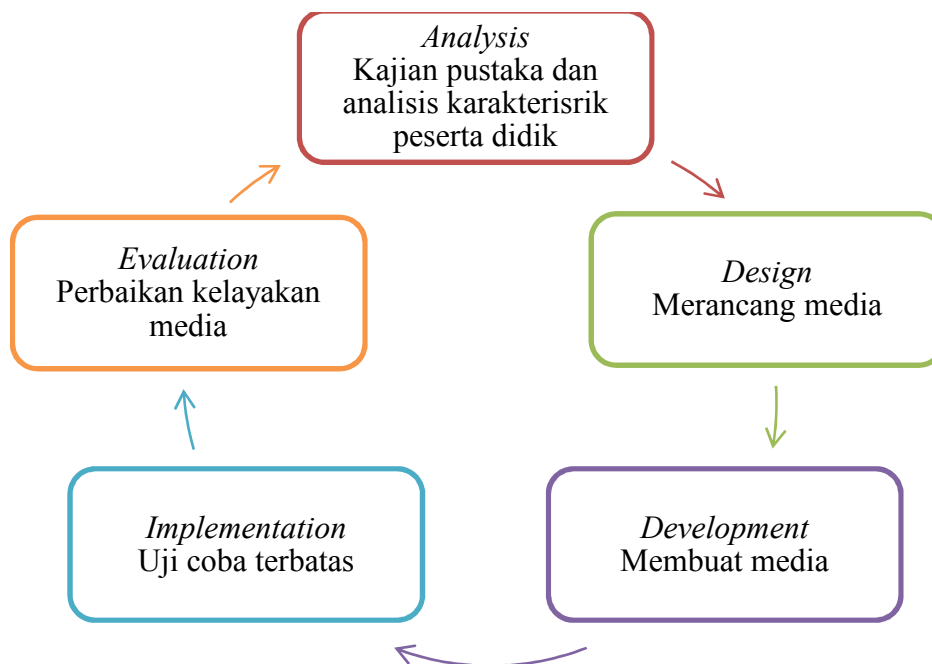 Analysis
Kajian pustaka dan
analisis karakterisrik
peserta didik
Design
Merancang media
Development
Membuat media
Implementation
Uji coba terbatas
Evaluation
Perbaikan kelayakan
media